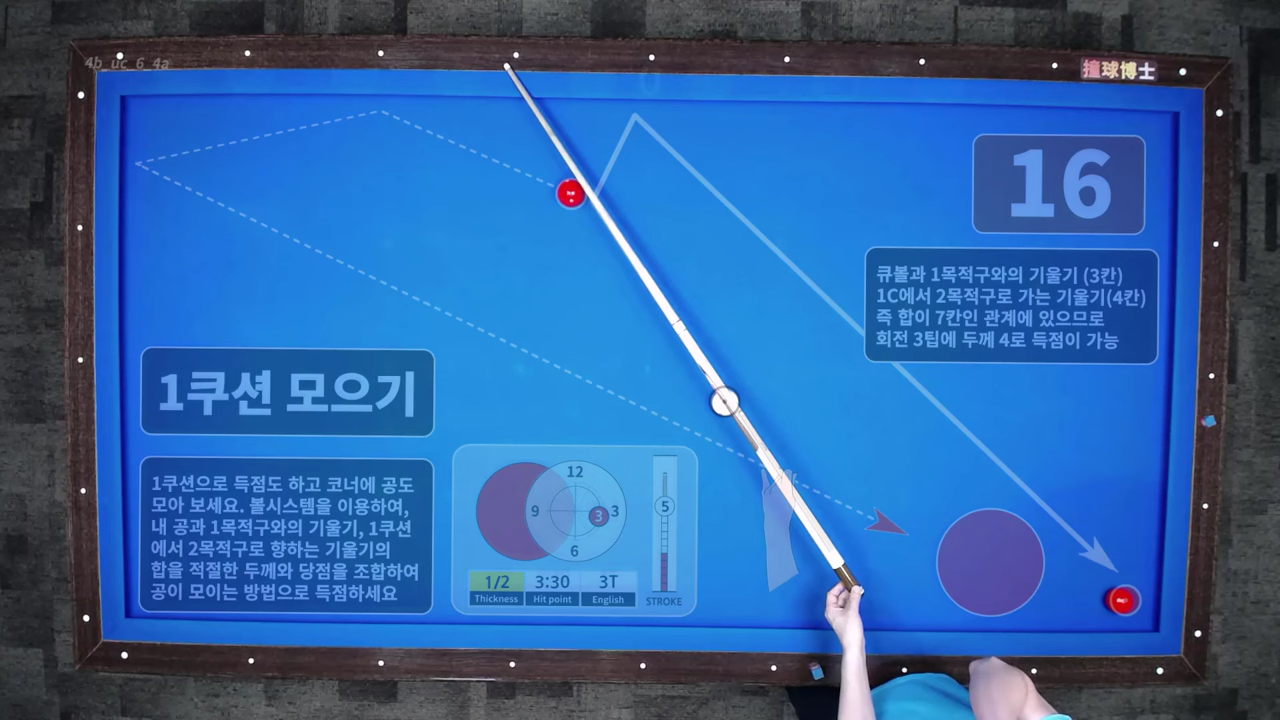 4b_uc_6_4a
撞球博士
16
큐볼과 1목적구와의 기울기 (3칸)
1C에서 2목적구로 가는 기울기(4칸)
즉 합이 7칸인 관계에 있으므로
회전 3팁에 두께 4로 득점이 가능
1쿠션 모으기
1쿠션으로 득점도 하고 코너에 공도
모아 보세요. 볼시스템을 이용하여,
내 공과 1목적구와의 기울기, 1쿠션
에서 2목적구로 향하는 기울기의
합을 적절한 두께와 당점을 조합하여
공이 모이는 방법으로 득점하세요
12
9 3 3
6
5
1/2 3:30 3T
Thickness Hit point English
STROKE